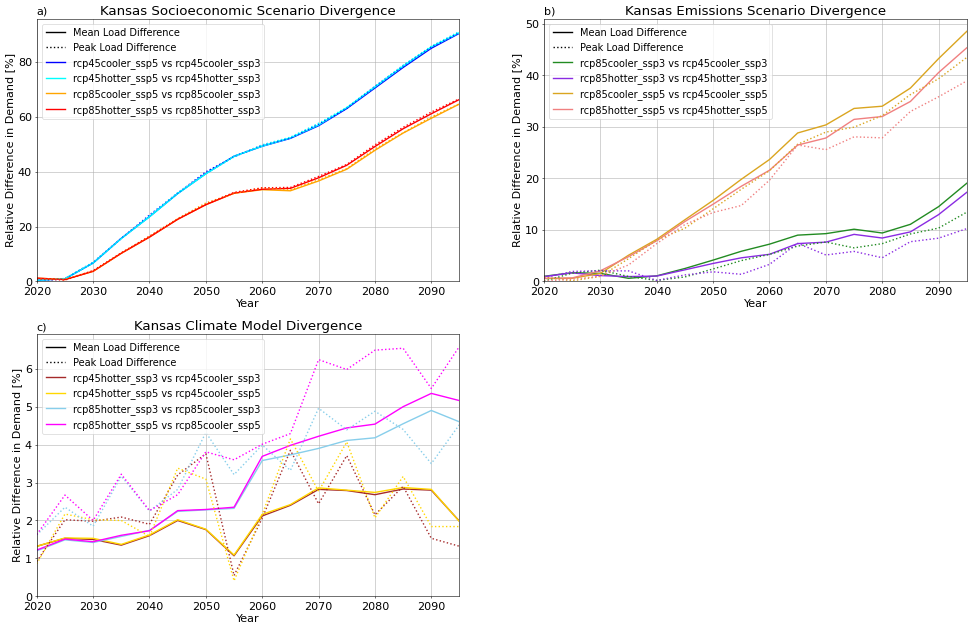 a)
Kansas Socioeconomic Scenario Divergence
Relative Difference in Demand [%]
80
60
40
20
0
Mean Load Difference
Peak Load Difference
rcp45cooler_ssp5 vs rcp45cooler_ssp3
rcp45hotter_ssp5 vs rcp45hotter_ssp3
rcp85cooler_ssp5 vs rcp85cooler_ssp3
rcp85hotter_ssp5 vs rcp85hotter_ssp3
2020 2030 2040 2050 2060 2070 2080 2090
Year
b)
Kansas Emissions Scenario Divergence
Relative Difference in Demand [%]
50
40
30
20
10
0
Mean Load Difference
Peak Load Difference
rcp85cooler_ssp3 vs rcp45cooler_ssp3
rcp85hotter_ssp3 vs rcp45hotter_ssp3
rcp85cooler_ssp5 vs rcp45cooler_ssp5
rcp85hotter_ssp5 vs rcp45hotter_ssp5
2020 2030 2040 2050 2060 2070 2080 2090
Year
c)
Kansas Climate Model Divergence
Relative Difference in Demand [%]
6
5
4
3
2
1
0
Mean Load Difference
Peak Load Difference
rcp45hotter_ssp3 vs rcp45cooler_ssp3
rcp45hotter_ssp5 vs rcp45cooler_ssp5
rcp85hotter_ssp3 vs rcp85cooler_ssp3
rcp85hotter_ssp5 vs rcp85cooler_ssp5
2020 2030 2040 2050 2060 2070 2080 2090
Year